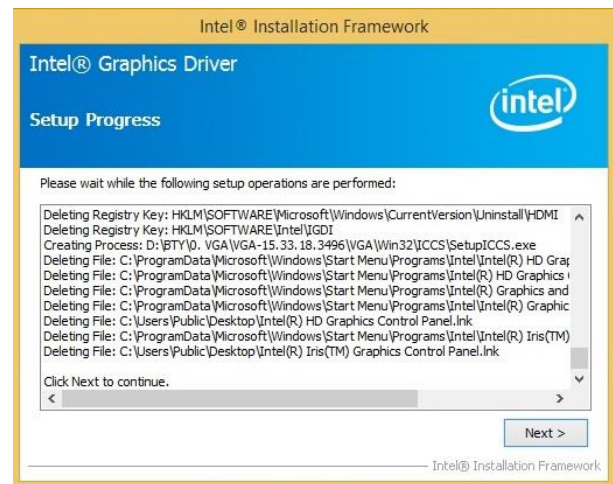 Intel® Installation Framework
Intel® Graphics Driver
Setup Progress
intel
Please wait while the following setup operations are performed:
Deleting Registry Key: HKLM\SOFTWARE\Microsoft\Windows\CurrentVersion\Uninstall\HDMI
Deleting Registry Key: HKLM\SOFTWARE\Intel\IGDI
Creating Process: D:\BTY\0. VGA\VGA-15.33.18.3496\VGA\Win32\ICCS\SetupICCS.exe
Deleting File: C:\ProgramData\Microsoft\Windows\Start Menu\Programs\Intel\Intel(R) HD Grap
Deleting File: C:\ProgramData\Microsoft\Windows\Start Menu\Programs\Intel\Intel(R) HD Graphics
Deleting File: C:\ProgramData\Microsoft\Windows\Start Menu\Programs\Intel\Intel(R) Graphics and
Deleting File: C:\ProgramData\Microsoft\Windows\Start Menu\Programs\Intel\Intel(R) Graphic
Deleting File: C:\Users\Public\Desktop\Intel(R) HD Graphics Control Panel.lnk
Deleting File: C:\ProgramData\Microsoft\Windows\Start Menu\Programs\Intel\Intel(R) Iris(TM)
Deleting File: C:\Users\Public\Desktop\Intel(R) Iris(TM) Graphics Control Panel.lnk
Click Next to continue.
Next >
Intel® Installation Framework